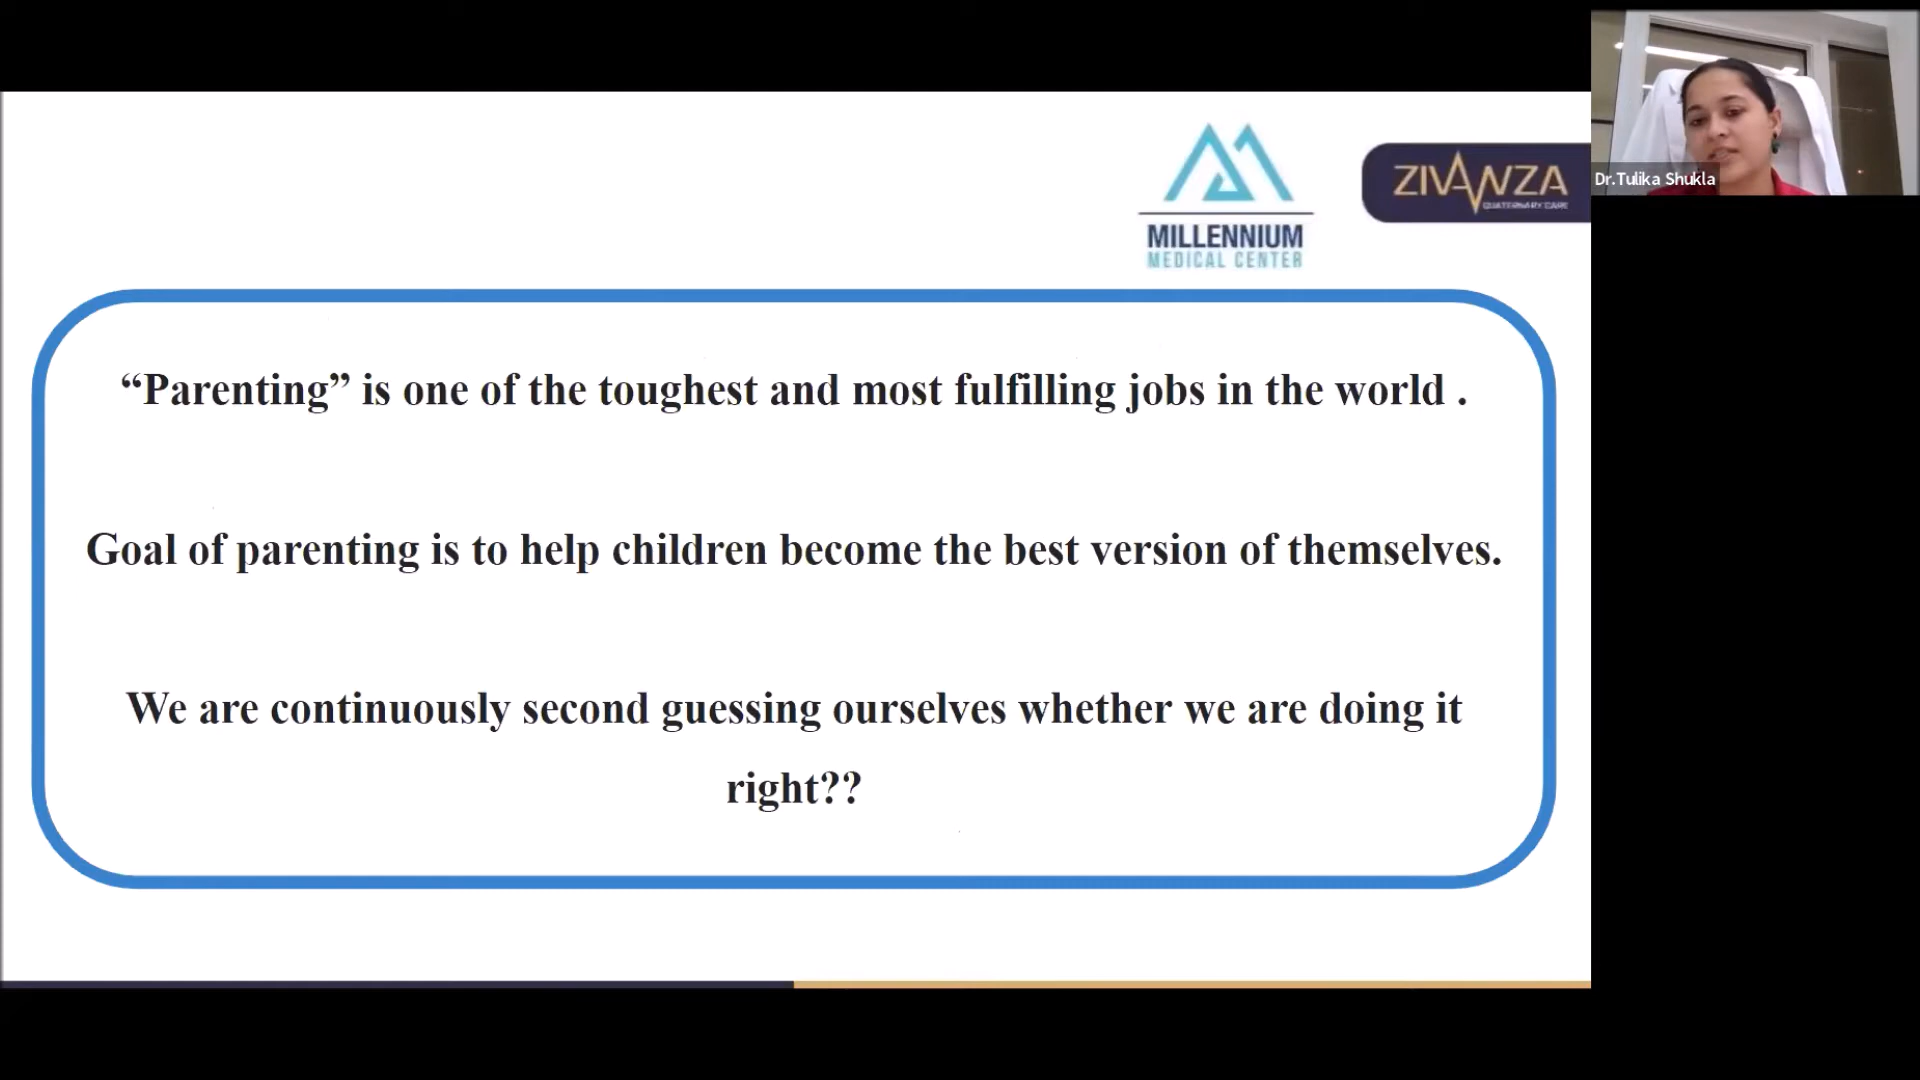 MILLENNIUM
MEDICAL CENTER
ZIVANZA
QUATERNARY CARE
Dr.Tulika Shukla
“Parenting” is one of the toughest and most fulfilling jobs in the world .
Goal of parenting is to help children become the best version of themselves.
We are continuously second guessing ourselves whether we are doing it
right??